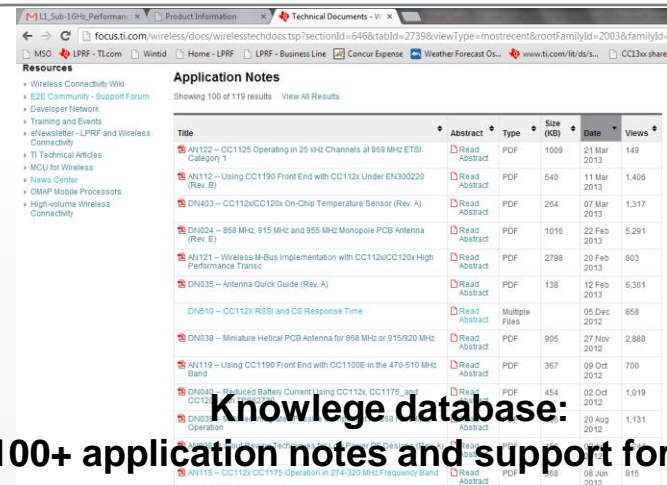 L1_Sub-1GHz_Performanc
Product Information
Technical Documents - W
focus.ti.com/wireless/docs/wirelesstechdocs.tsp?sectionId=646&tabId=2739&viewType=mostrecent&rootFamilyId=2003&familyId=
MSO LPRF - TI.com Wintid Home - LPRF LPRF - Business Line Concur Expense Weather Forecast Os... www.ti.com/lit/ds/s... CC13xx share
Resources
Wireless Connectivity Wiki
E2E Community - Support Forum
Developer Network
Training and Events
eNewsletter - LPRF and Wireless
Connectivity
TI Technical Articles
MCU for Wireless
News Center
OMAP Mobile Processors
High-volume Wireless
Connectivity
Application Notes
Showing 100 of 119 results View All Results
Title Abstract Type Size (KB) Date Views
AN122 -- CC1125 Operating in 25 kHz Channels at 869 MHz ETSI Read PDF 1009 21 Mar 149
Category 1 Abstract 2013
AN112 -- Using CC1190 Front End with CC112x Under EN300220 Read PDF 540 11 Mar 1,406
(Rev. B) Abstract 2013
DN403 -- CC112x/CC120x On-Chip Temperature Sensor (Rev. A) Read PDF 264 07 Mar 1,317
Abstract 2013
DN024 -- 868 MHz, 915 MHz and 955 MHz Monopole PCB Antenna Read PDF 1016 22 Feb 5,291
(Rev. E) Abstract 2013
AN121 -- Wireless M-Bus Implementation with CC112x/CC120x High Read PDF 2798 20 Feb 803
Performance Transc Abstract 2013
DN035 -- Antenna Quick Guide (Rev. A) Read PDF 138 12 Feb 6,361
Abstract 2013
DN510 -- CC112X RSSI and CS Response Time Read Multiple 05 Dec 858
Abstract Files 2012
DN038 -- Miniature Helical PCB Antenna for 868 MHz or 915/920 MHz Read PDF 905 27 Nov 2,888
Abstract 2012
AN119 -- Using CC1190 Front End with CC1100E in the 470-510 MHz Read PDF 367 09 Oct 700
Band Abstract 2012
DN040 -- Reduced Battery Current Using CC112x, CC1175_and Read PDF 454 02 Oct 1,019
2012
20 Aug 1,131
Operation 2012
Knowlege database:
100+ application notes and support for
AN115 -- CC112x CC1175 Operation in 274-320 MHz Frequency Band Read PDF 08 Jun 815
Abstract 2012